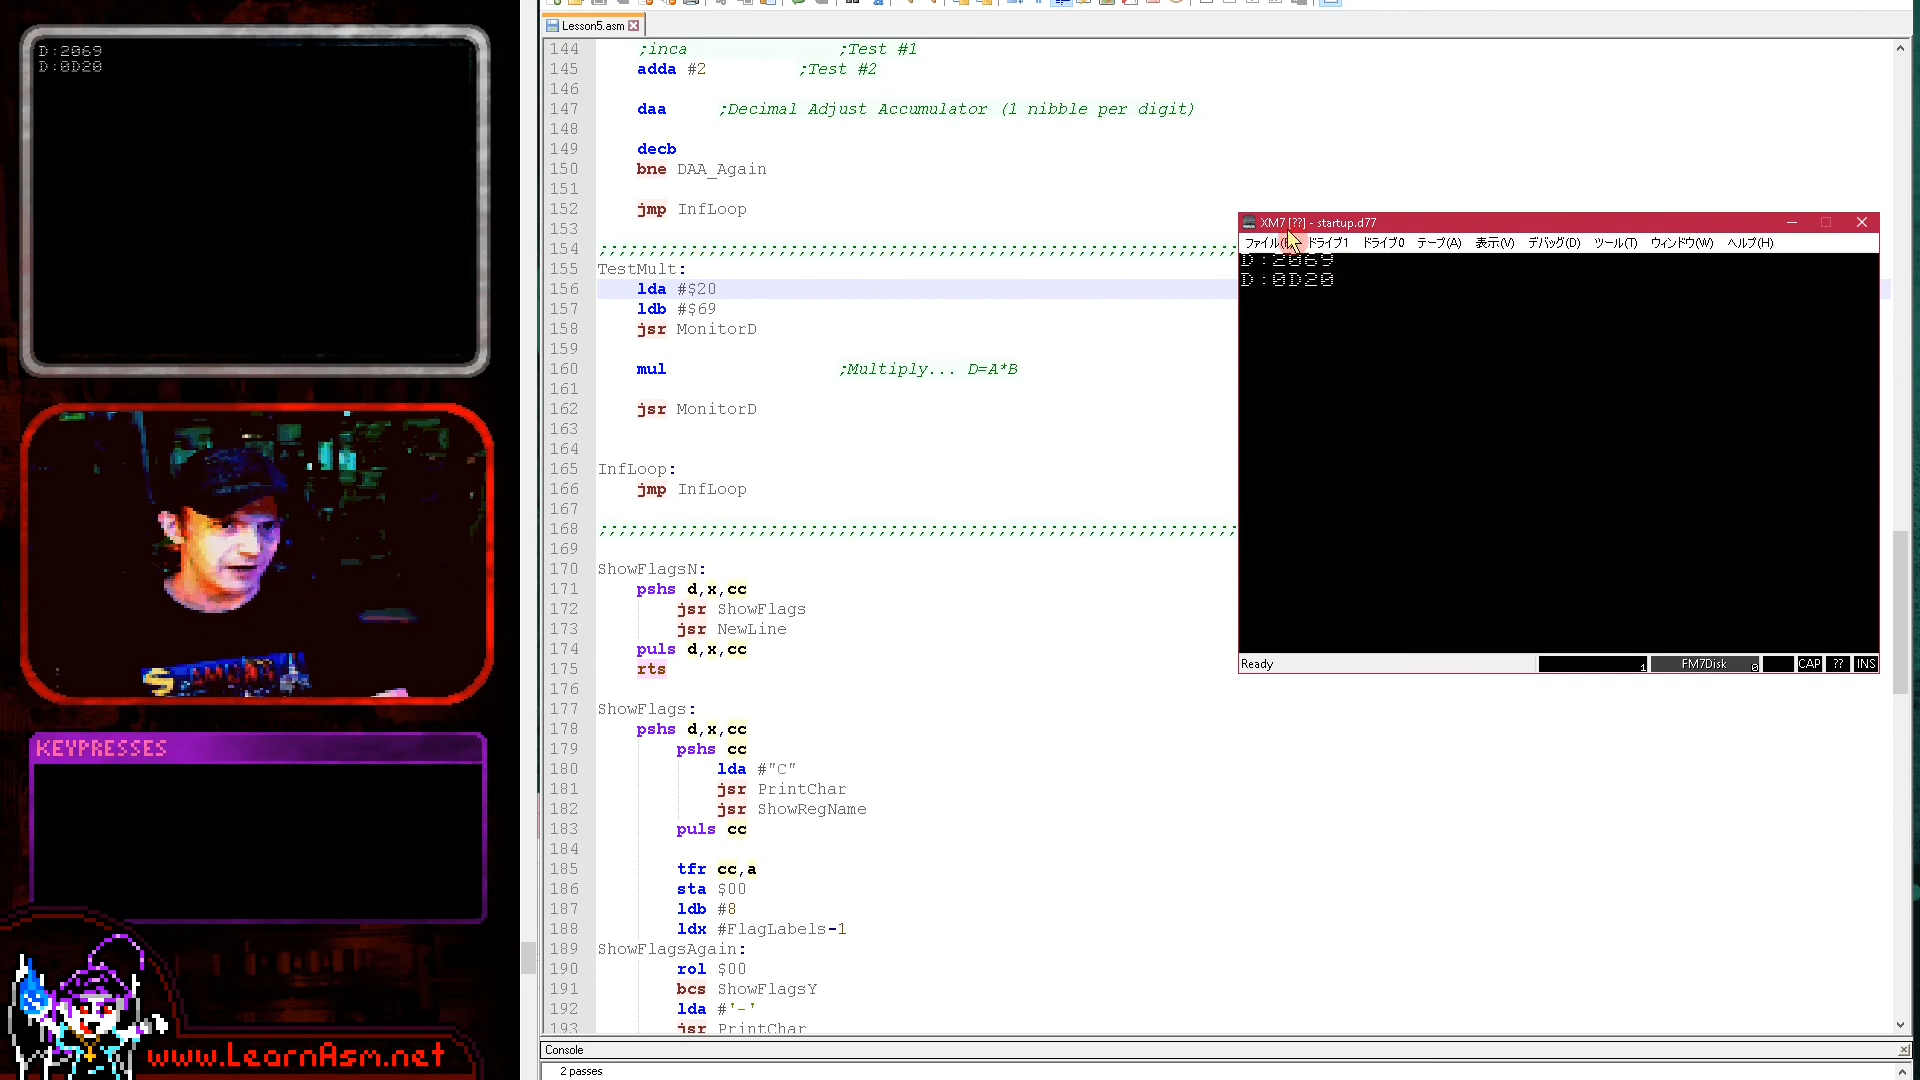 D:2069
D:0D20
KEYPRESSES
www.LearnAsm.net
Lesson5.asm
144 ;inca ;Test #1
145 adda #2 ;Test #2
146
147 daa ;Decimal Adjust Accumulator (1 nibble per digit)
148
149 decb
150 bne DAA_Again
151
152 jmp InfLoop
153
154 ;;;;;;;;;;;;;;;;;;;;;;;;;;;;;;;;;;;;;;;;;;;;;;;;;;;;;;;;;;;;;;;;
155 TestMult:
156 lda #$20
157 ldb #$69
158 jsr MonitorD
159
160 mul ;Multiply... D=A*B
161
162 jsr MonitorD
163
164
165 InfLoop:
166 jmp InfLoop
167
168 ;;;;;;;;;;;;;;;;;;;;;;;;;;;;;;;;;;;;;;;;;;;;;;;;;;;;;;;;;;;;;;;;
169
170 ShowFlagsN:
171 pshs d,x,cc
172 jsr ShowFlags
173 jsr NewLine
174 puls d,x,cc
175 rts
176
177 ShowFlags:
178 pshs d,x,cc
179 pshs cc
180 lda #"C"
181 jsr PrintChar
182 jsr ShowRegName
183 puls cc
184
185 tfr cc,a
186 sta $00
187 ldb #8
188 ldx #FlagLabels-1
189 ShowFlagsAgain:
190 rol $00
191 bcs ShowFlagsY
192 lda #'-'
193 jsr PrintChar
XM7 [??] - startup.d77
ファイル ドライブ1 ドライブ0 テープ(A) 表示(V) デバッグ(D) ツール(T) ウィンドウ(W) ヘルプ(H)
D:2069
D:0D20
Ready 1 FM7Disk 0 CAP ?? INS
Console
2 passes